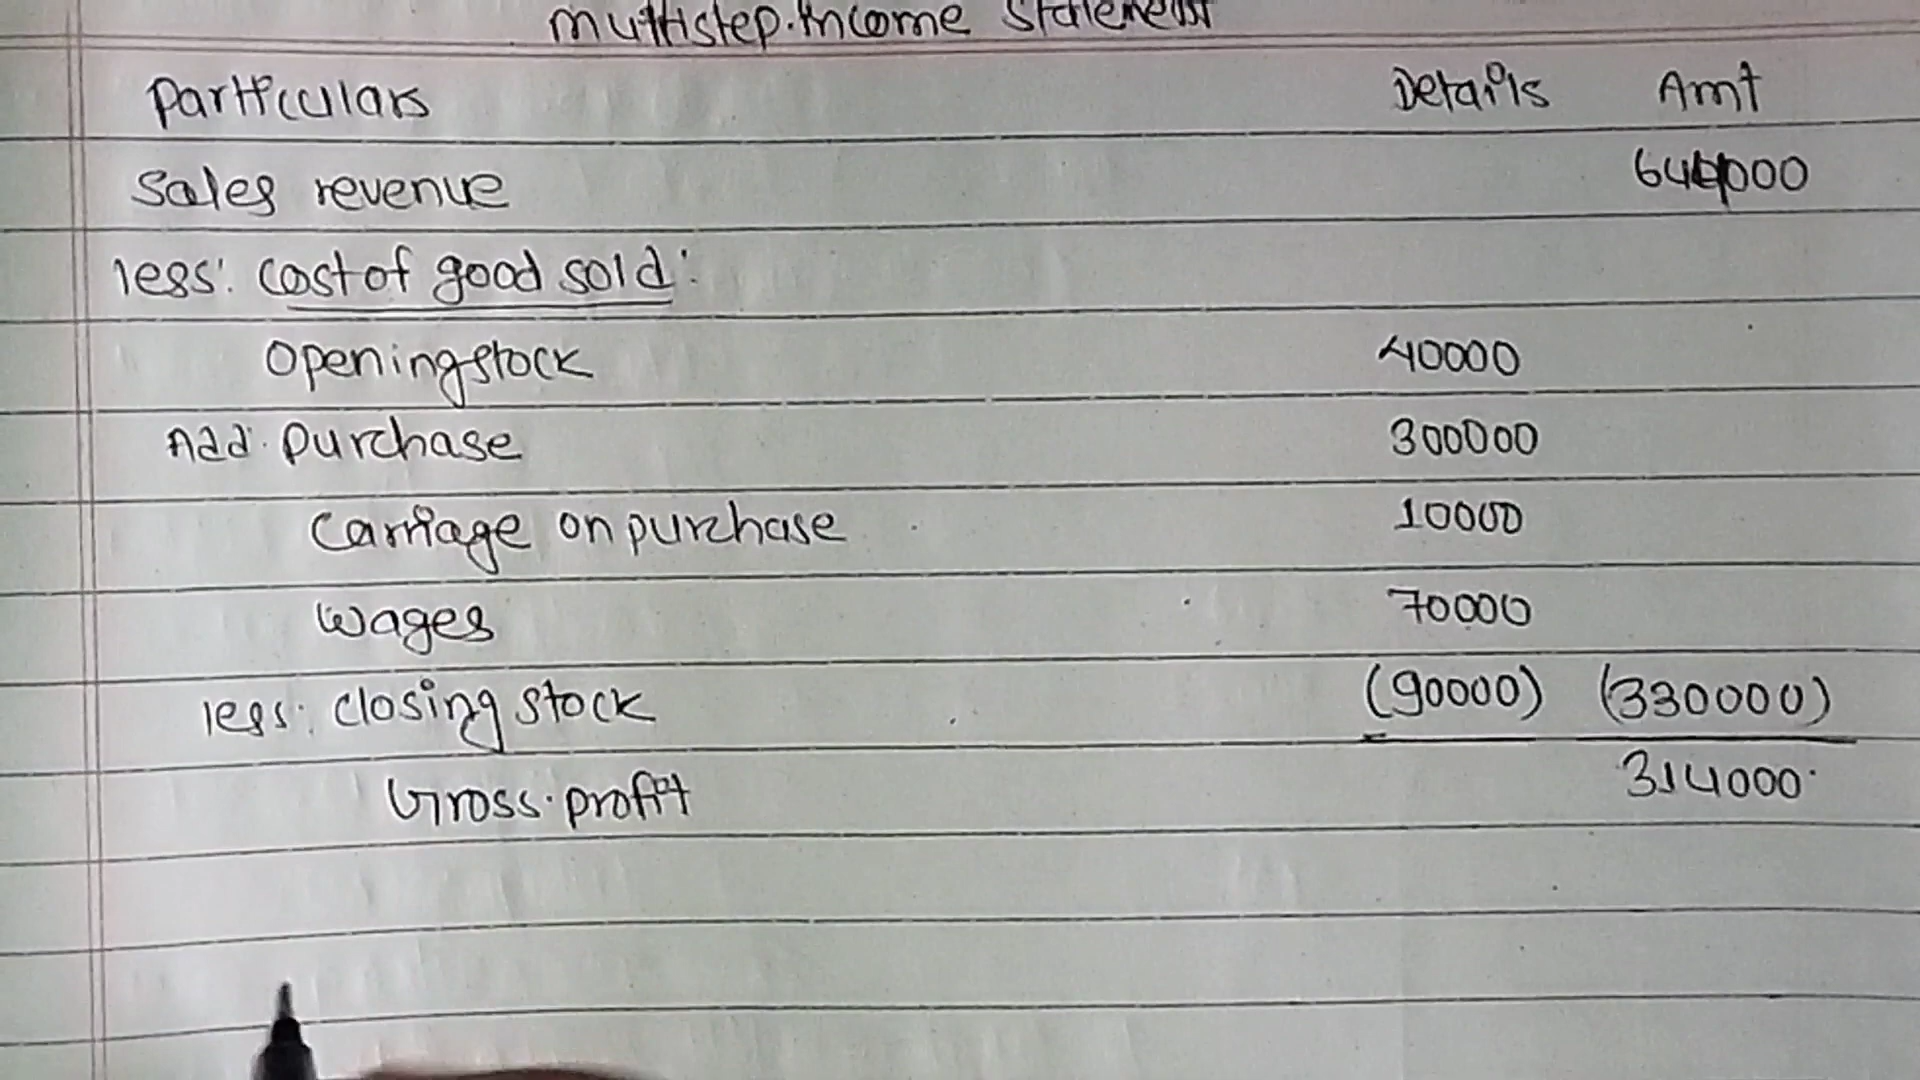 Multistep Income Statement
Particulars Details Amt
Sales revenue 644000
less: cost of good sold:
Opening stock 40000
Add: Purchase 300000
Carriage on purchase 10000
Wages 70000
less: closing stock (90000) (330000)
Gross profit 314000